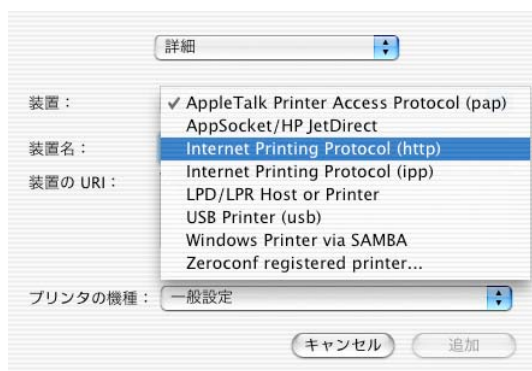 詳細
装置：
✓ AppleTalk Printer Access Protocol (pap)
AppSocket/HP JetDirect
装置名：
Internet Printing Protocol (http)
装置の URI：
Internet Printing Protocol (ipp)
LPD/LPR Host or Printer
USB Printer (usb)
Windows Printer via SAMBA
Zeroconf registered printer...
プリンタの機種：
一般設定
キャンセル
追加